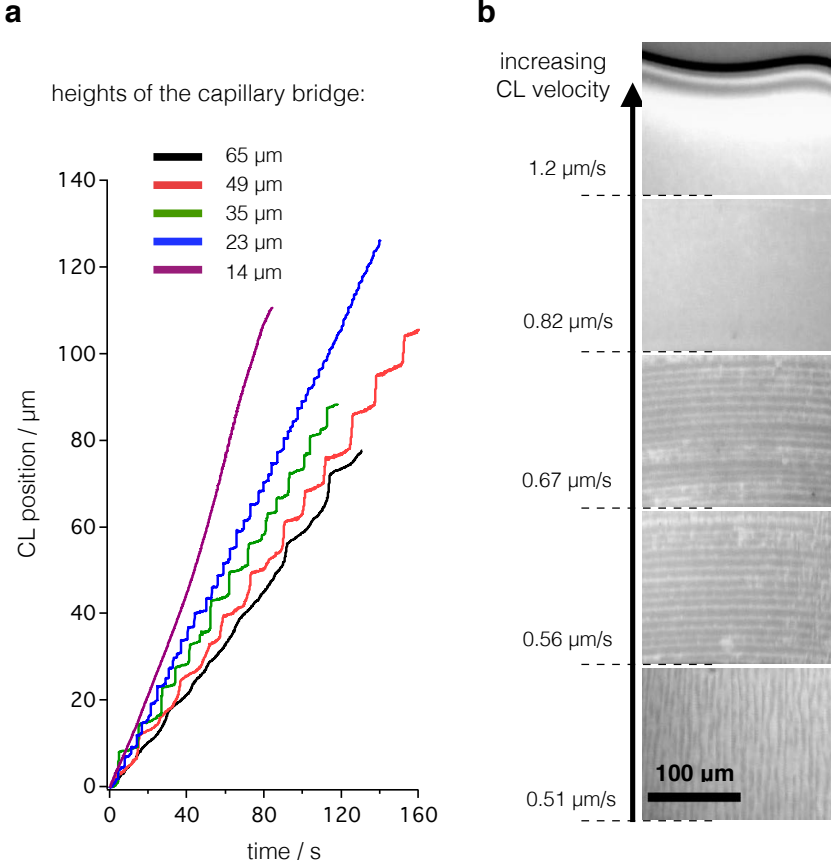 a
heights of the capillary bridge:
65 µm
49 µm
35 µm
23 µm
14 µm
140
120
100
80
60
40
20
0
CL position / µm
0 40 80 120 160
time / s
b
increasing
CL velocity
1.2 µm/s
0.82 µm/s
0.67 µm/s
0.56 µm/s
0.51 µm/s
100 µm